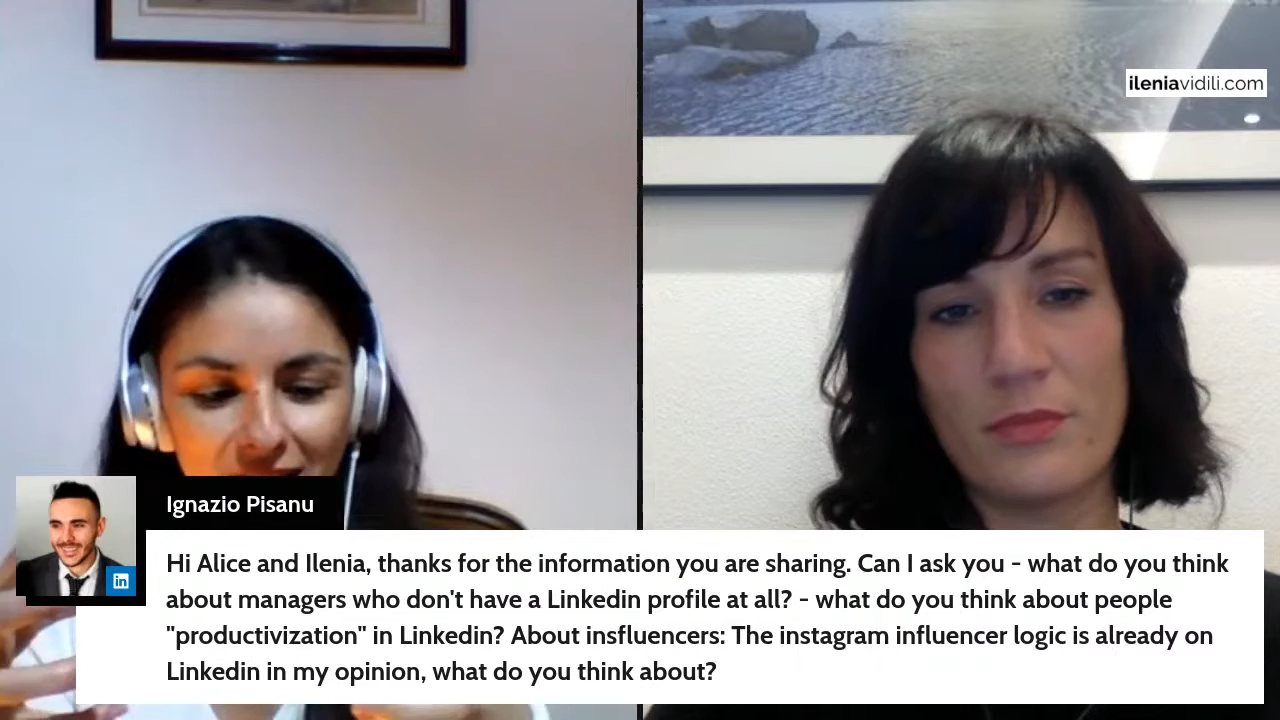 ileniavidili.com
Ignazio Pisanu
in
Hi Alice and Ilenia, thanks for the information you are sharing. Can I ask you - what do you think
about managers who don't have a Linkedin profile at all? - what do you think about people
"productivization" in Linkedin? About insfluencers: The instagram influencer logic is already on
Linkedin in my opinion, what do you think about?